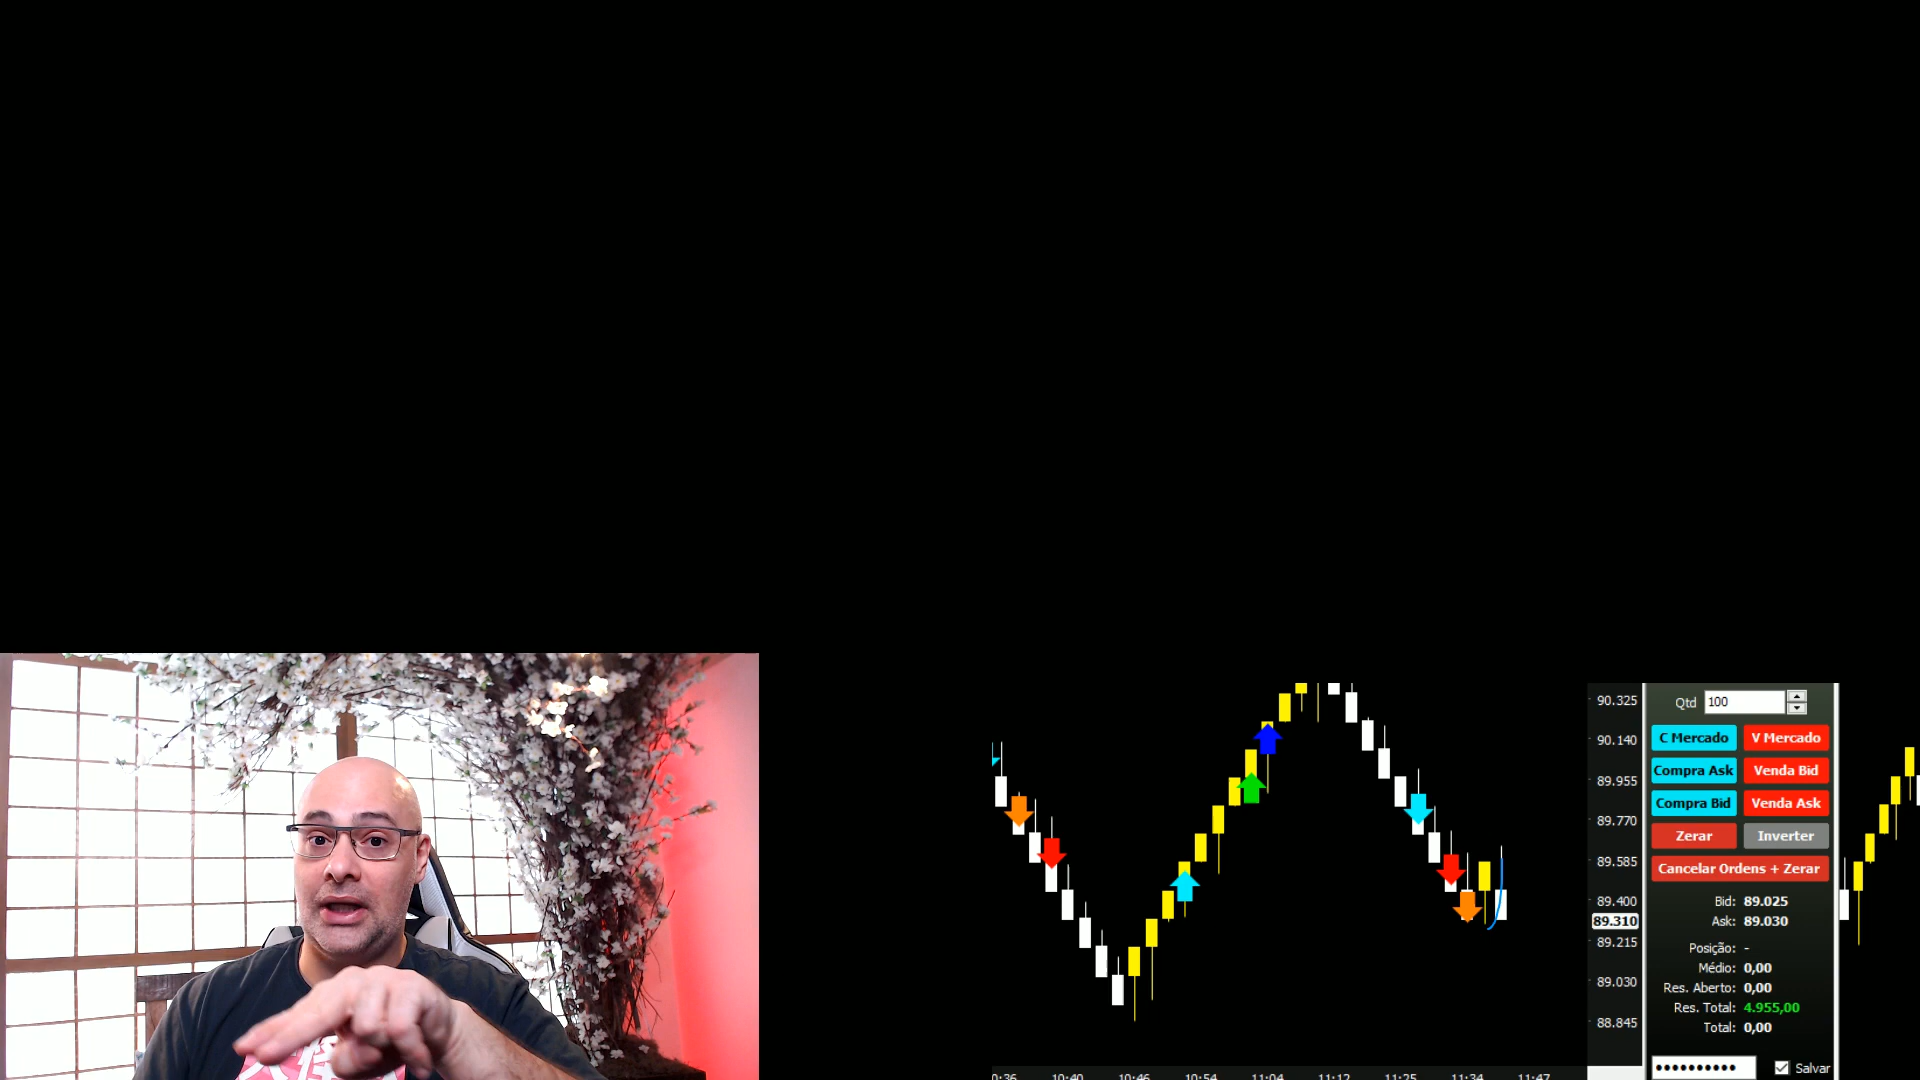 90.325
90.140
89.955
89.770
89.585
89.400
89.310
89.215
89.030
88.845
10:40
10:46
10:54
11:04
11:12
11:25
11:34
11:47
Qtd 100
C Mercado V Mercado
Compra Ask Venda Bid
Compra Bid Venda Ask
Zerar Inverter
Cancelar Ordens + Zerar
Bid: 89.025
Ask: 89.030
Posição: -
Médio: 0,00
Res. Aberto: 0,00
Res. Total: 4.955,00
Total: 0,00
●●●●●●●●●● Salvar